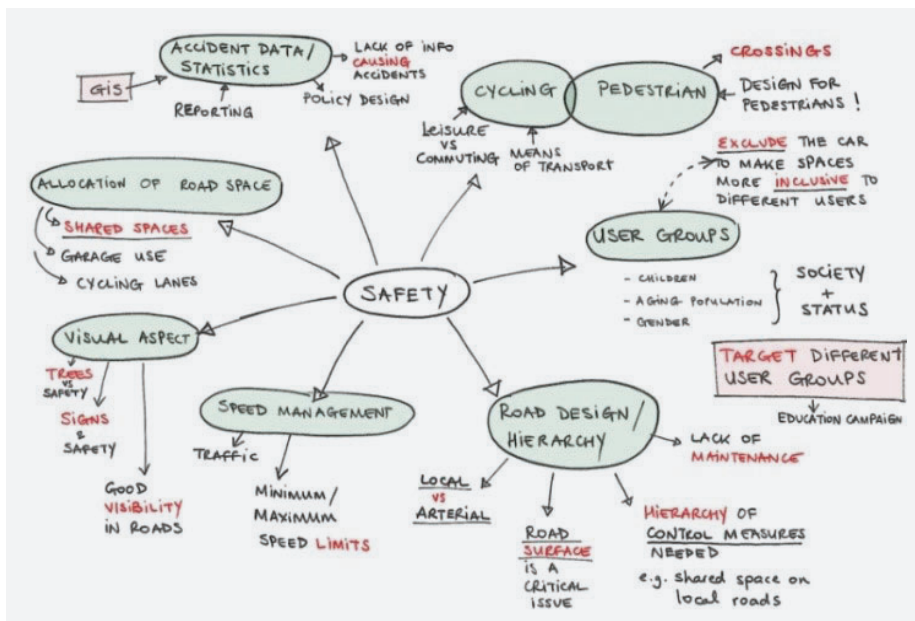 ACCIDENT DATA/
STATISTICS
GIS
REPORTING
LACK OF INFO
CAUSING
ACCIDENTS
POLICY DESIGN
CYCLING
PEDESTRIAN
CROSSINGS
DESIGN FOR
PEDESTRIANS !
LEISURE
VS
COMMUTING
MEANS
OF TRANSPORT
EXCLUDE THE CAR
TO MAKE SPACES
MORE INCLUSIVE TO
DIFFERENT USERS
ALLOCATION OF ROAD SPACE
SHARED SPACES
GARAGE USE
CYCLING LANES
USER GROUPS
- CHILDREN
- AGING POPULATION
- GENDER
SOCIETY
+
STATUS
SAFETY
VISUAL ASPECT
TREES
VS
SAFETY
SIGNS
&
SAFETY
GOOD
VISIBILITY
IN ROADS
SPEED MANAGEMENT
TRAFFIC
MINIMUM/
MAXIMUM
SPEED LIMITS
ROAD DESIGN/
HIERARCHY
LACK OF
MAINTENANCE
LOCAL
VS
ARTERIAL
ROAD
SURFACE
IS A
CRITICAL
ISSUE
HIERARCHY OF
CONTROL MEASURES
NEEDED
e.g. shared space on
local roads
TARGET DIFFERENT
USER GROUPS
EDUCATION CAMPAIGN